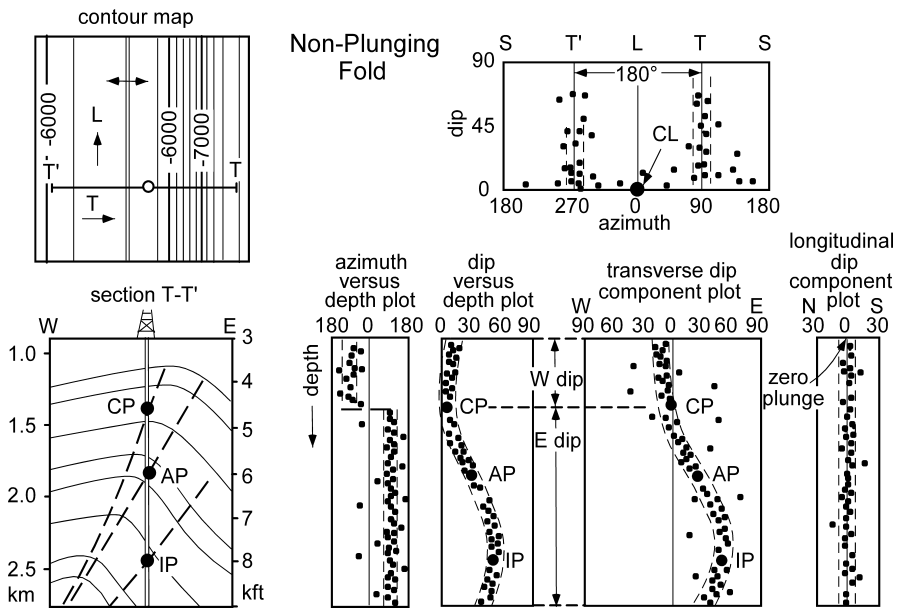 contour map
-6000
L
-6000
-7000
T'
T
T
Non-Plunging
Fold
S T' L T S
90
180°
dip
45
CL
0
180 270 0 90 180
azimuth
section T-T'
W E
3
1.0
4
CP
1.5
5
AP
6
2.0
7
IP
8
2.5
km
kft
azimuth
versus
depth plot
180 0 180
depth
dip
versus
depth plot
0 30 60 90
CP
AP
IP
W dip
E dip
transverse dip
component plot
W E
90 60 30 0 30 60 90
CP
AP
IP
longitudinal
dip
component
plot
N S
30 0 30
zero
plunge